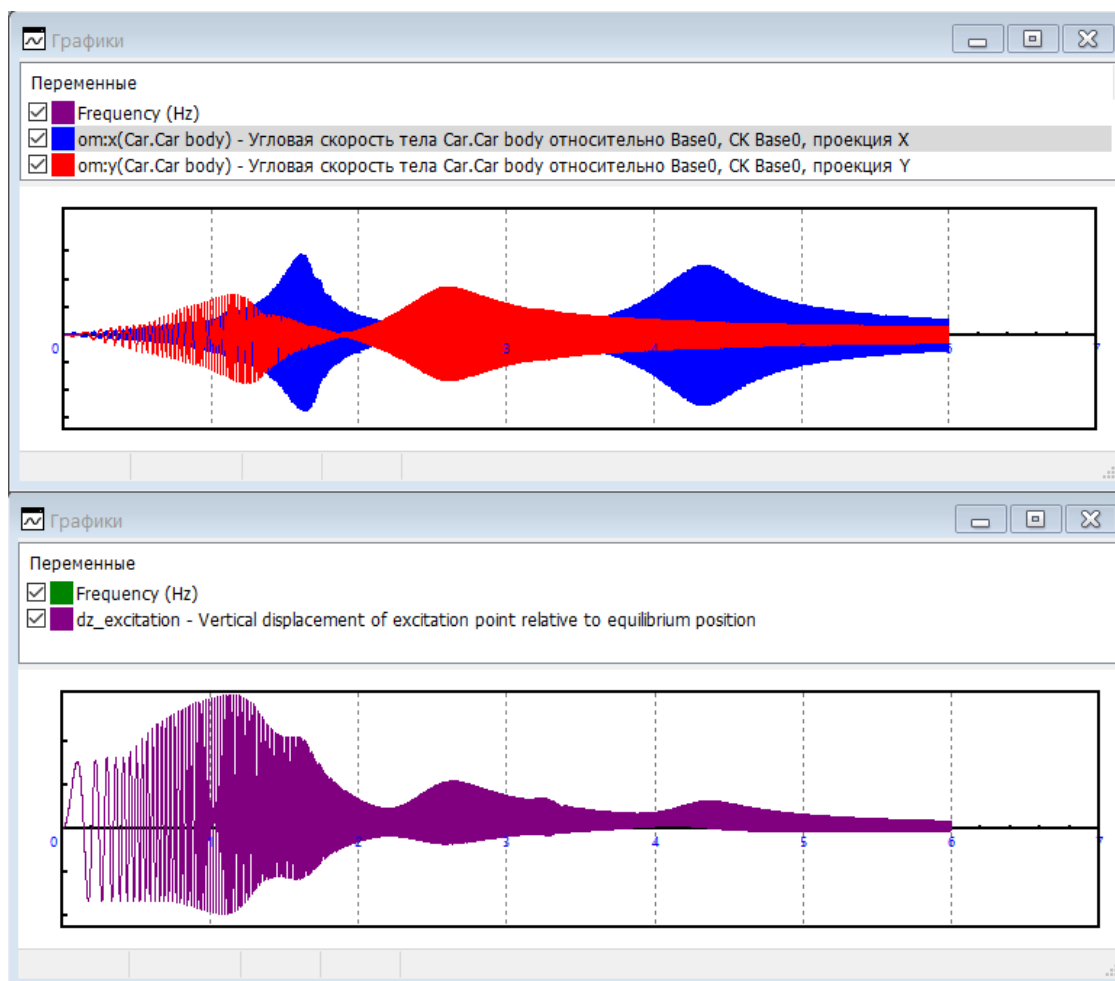 Графики
Переменные
Frequency (Hz)
om:x(Car.Car body) - Угловая скорость тела Car.Car body относительно Base0, СК Base0, проекция X
om:y(Car.Car body) - Угловая скорость тела Car.Car body относительно Base0, СК Base0, проекция Y
0 3 4 5 6 7
Графики
Переменные
Frequency (Hz)
dz_excitation - Vertical displacement of excitation point relative to equilibrium position
0 1 2 3 4 5 6 7